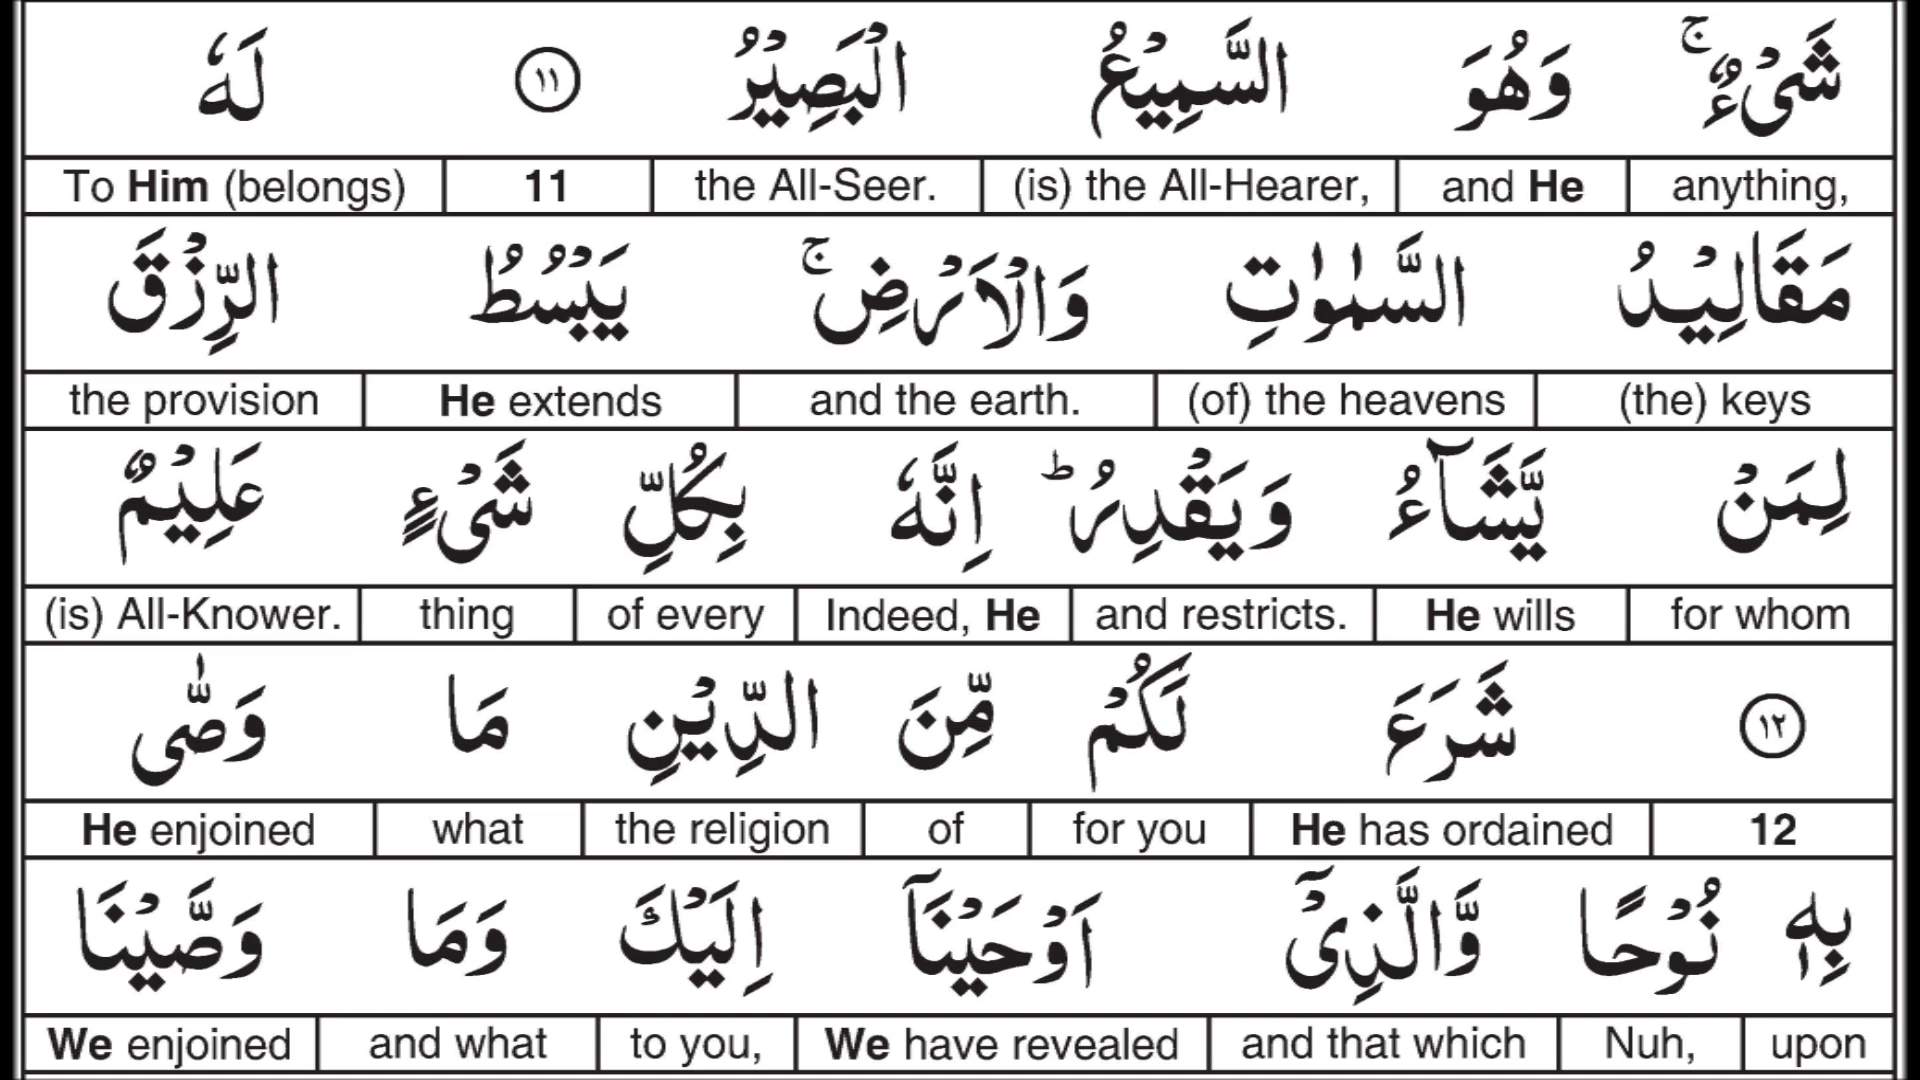 شَیۡءٌ ۚ وَهُوَ السَّمِیۡعُ الۡبَصِیۡرُ ۱۱ لَهٗ
To Him (belongs) 11 the All-Seer. (is) the All-Hearer, and He anything,
مَقَالِیۡدُ السَّمٰوٰتِ وَالۡاَرۡضِ ۚ یَبۡسُطُ الرِّزۡقَ
the provision He extends and the earth. (of) the heavens (the) keys
لِمَنۡ یَّشَآءُ وَیَقۡدِرُ ؕ اِنَّهٗ بِكُلِّ شَیۡءٍ عَلِیۡمٌ
(is) All-Knower. thing of every Indeed, He and restricts. He wills for whom
۱۲ شَرَعَ لَكُمۡ مِّنَ الدِّیۡنِ مَا وَصّٰی
He enjoined what the religion of for you He has ordained 12
بِهٖ نُوۡحًا وَّالَّذِیۡۤ اَوۡحَیۡنَاۤ اِلَیۡكَ وَمَا وَصَّیۡنَا
We enjoined and what to you, We have revealed and that which Nuh, upon